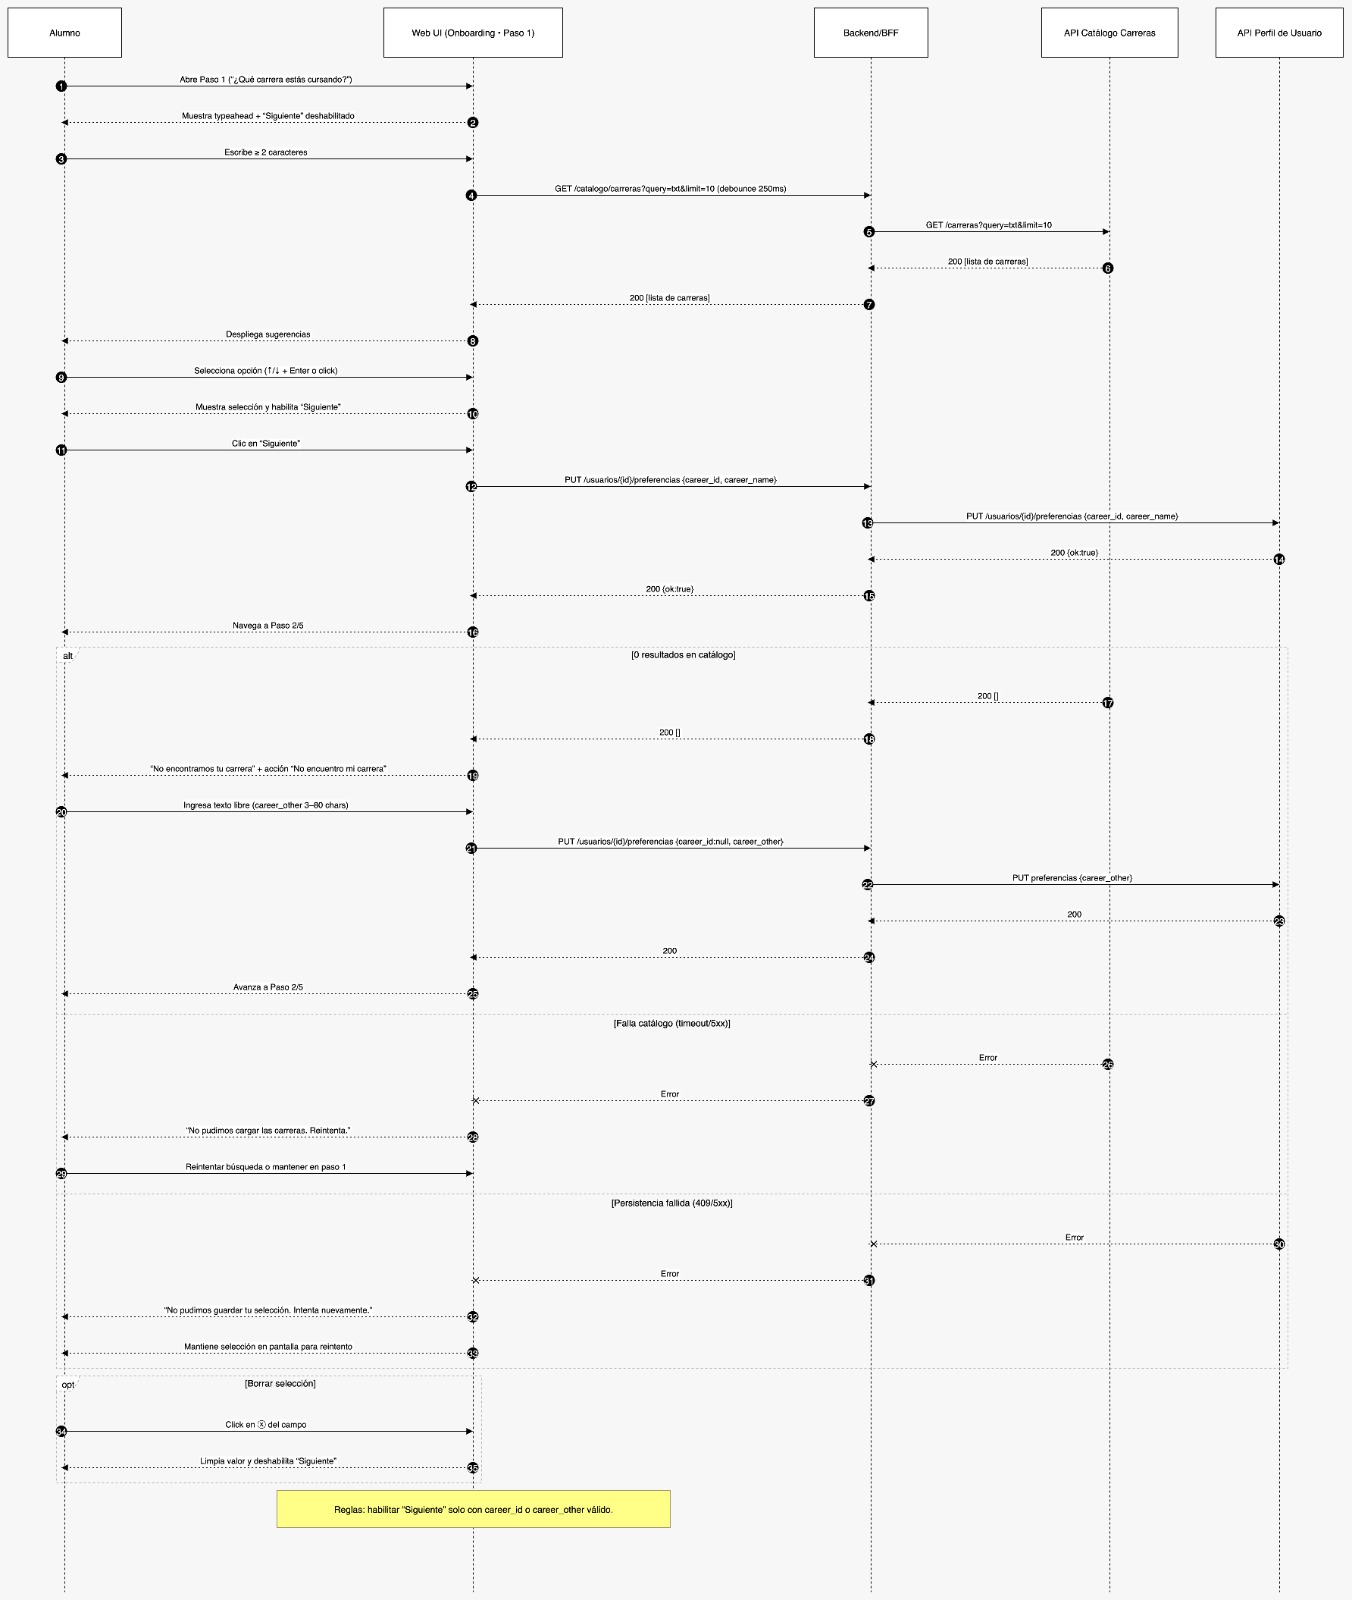 Alumno
Web UI (Onboarding • Paso 1)
Backend/BFF
API Catálogo Carreras
API Perfil de Usuario
1
Abre Paso 1 ("¿Qué carrera estás cursando?")
Muestra typeahead + "Siguiente" deshabilitado
2
3
Escribe ≥ 2 caracteres
4
GET /catalogo/carreras?query=txt&limit=10 (debounce 250ms)
5
GET /carreras?query=txt&limit=10
200 [lista de carreras]
6
200 [lista de carreras]
7
Despliega sugerencias
8
9
Selecciona opción (↑/↓ + Enter o click)
Muestra selección y habilita "Siguiente"
10
11
Clic en "Siguiente"
12
PUT /usuarios/{id}/preferencias {career_id, career_name}
13
PUT /usuarios/{id}/preferencias {career_id, career_name}
200 {ok:true}
14
200 {ok:true}
15
Navega a Paso 2/5
16
alt
[0 resultados en catálogo]
200 []
17
200 []
18
"No encontramos tu carrera" + acción "No encuentro mi carrera"
19
20
Ingresa texto libre (career_other 3–80 chars)
21
PUT /usuarios/{id}/preferencias {career_id:null, career_other}
22
PUT preferencias {career_other}
200
23
200
24
Avanza a Paso 2/5
25
[Falla catálogo (timeout/5xx)]
Error
26
Error
27
"No pudimos cargar las carreras. Reintenta."
28
29
Reintentar búsqueda o mantener en paso 1
[Persistencia fallida (409/5xx)]
Error
30
Error
31
"No pudimos guardar tu selección. Intenta nuevamente."
32
Mantiene selección en pantalla para reintento
33
opt
[Borrar selección]
34
Click en ⓧ del campo
Limpia valor y deshabilita "Siguiente"
35
Reglas: habilitar "Siguiente" solo con career_id o career_other válido.